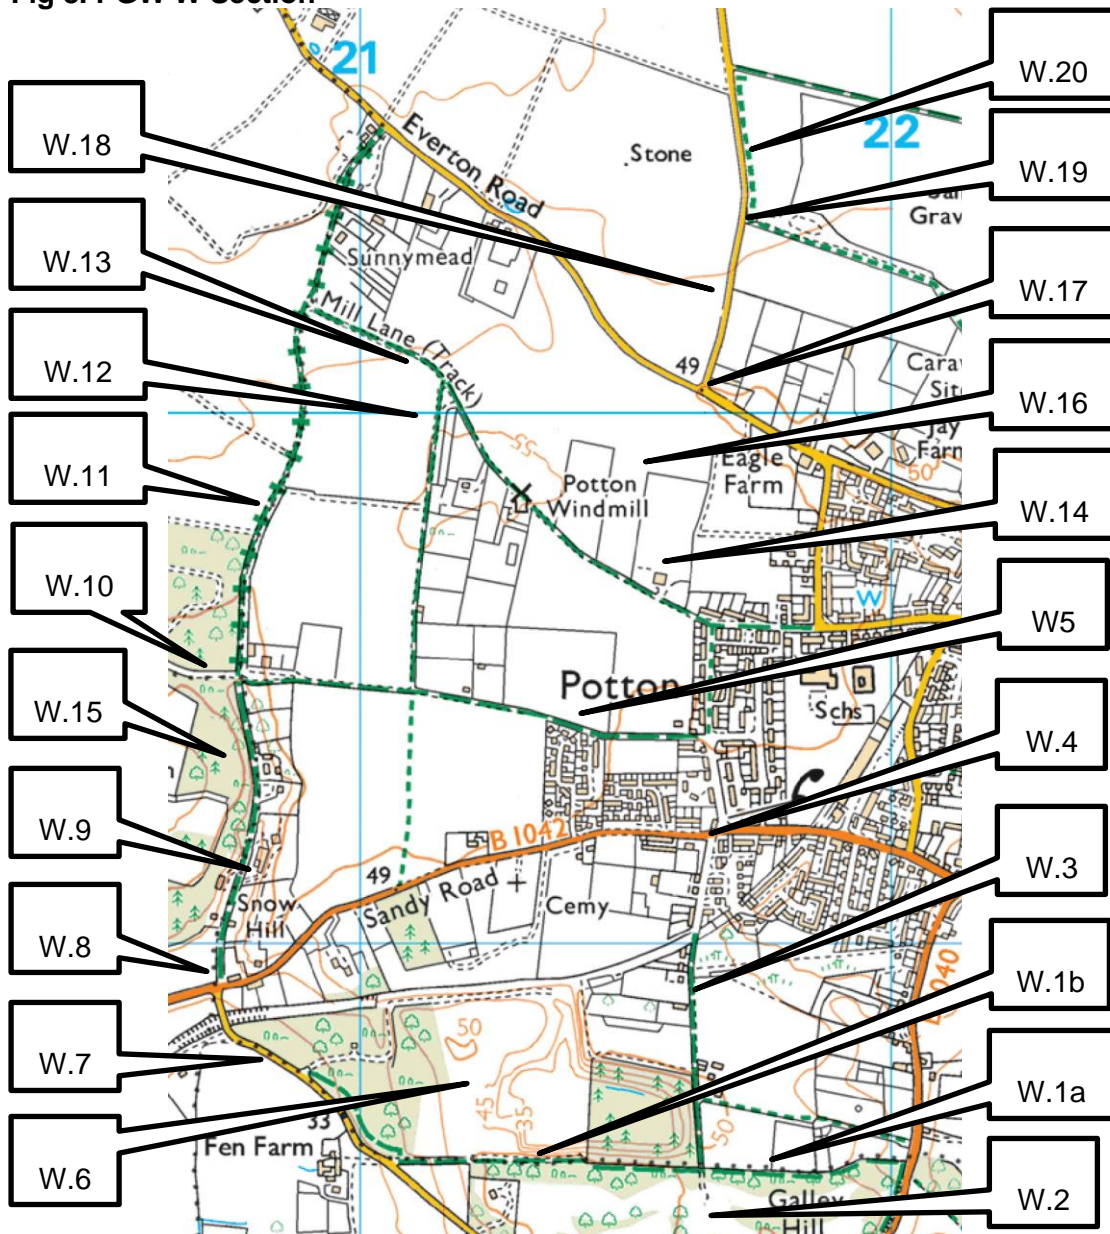 21
22
W.20
W.18
Everton Road
.Stone
W.19
Grav
W.13
Sunnymead
W.17
Mill Lane (Track)
W.12
49
Cara
Sit
W.16
Jay
Farm
50
55
Eagle
Farm
W.11
Potton
Windmill
W.14
W.10
W
W5
Potton
Schs
W.15
W.4
B 1042
W.9
49
Sandy Road
Cemy
W.3
Snow
Hill
W.8
W.1b
50
W.7
45
35
50
W.1a
33
Fen Farm
W.6
Galley
Hill
W.2